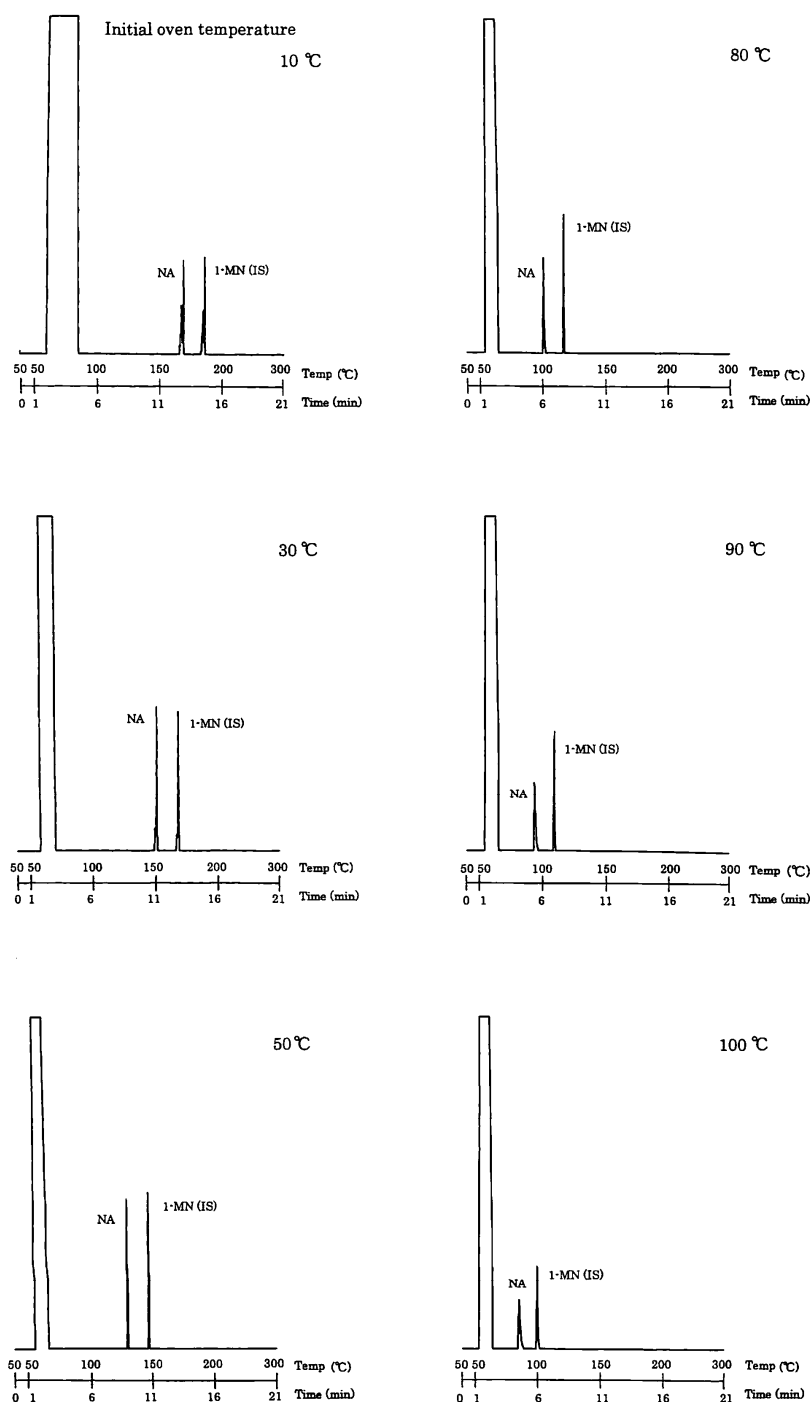 Initial oven temperature
10 ℃
NA
1-MN (IS)
50 50 100 150 200 300 Temp (℃)
0 1 6 11 16 21 Time (min)
80 ℃
NA
1-MN (IS)
50 50 100 150 200 300 Temp (℃)
0 1 6 11 16 21 Time (min)
30 ℃
NA
1-MN (IS)
50 50 100 150 200 300 Temp (℃)
0 1 6 11 16 21 Time (min)
90 ℃
NA
1-MN (IS)
50 50 100 150 200 300 Temp (℃)
0 1 6 11 16 21 Time (min)
50 ℃
NA
1-MN (IS)
50 50 100 150 200 300 Temp (℃)
0 1 6 11 16 21 Time (min)
100 ℃
NA
1-MN (IS)
50 50 100 150 200 300 Temp (℃)
0 1 6 11 16 21 Time (min)